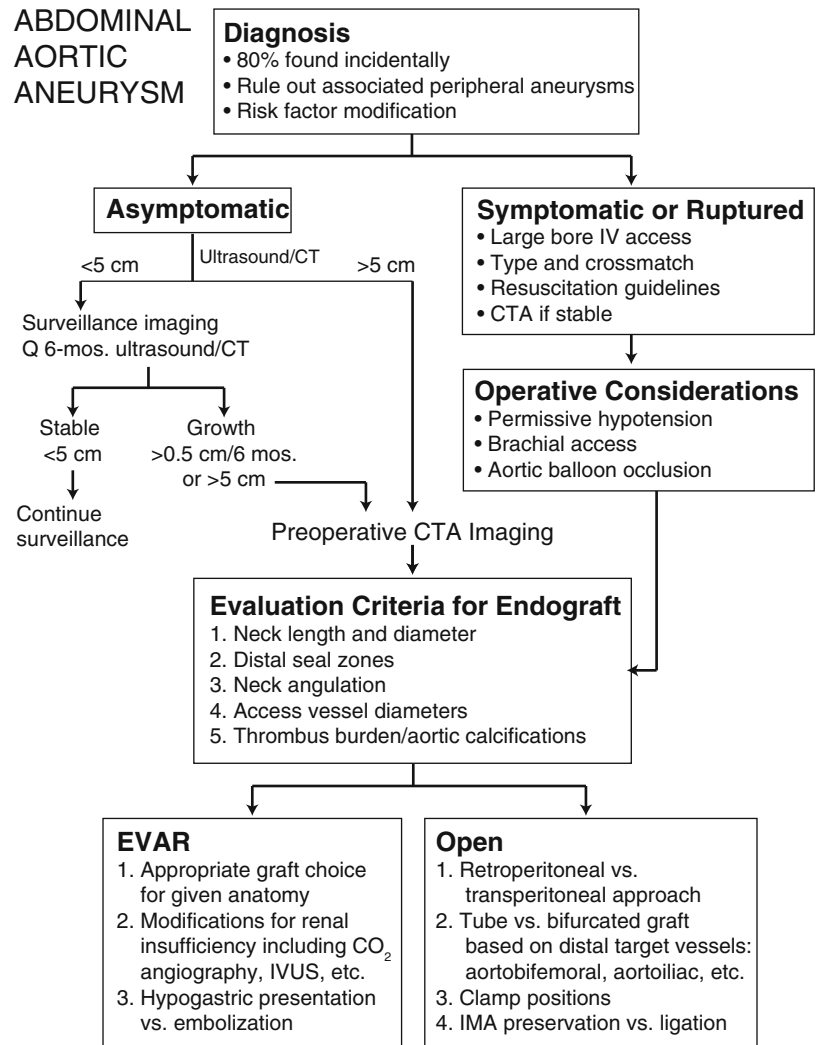 ABDOMINAL
AORTIC
ANEURYSM
Diagnosis
• 80% found incidentally
• Rule out associated peripheral aneurysms
• Risk factor modification
Asymptomatic
Symptomatic or Ruptured
• Large bore IV access
• Type and crossmatch
• Resuscitation guidelines
• CTA if stable
<5 cm
Ultrasound/CT
>5 cm
Surveillance imaging
Q 6-mos. ultrasound/CT
Operative Considerations
• Permissive hypotension
• Brachial access
• Aortic balloon occlusion
Stable
<5 cm
Growth
>0.5 cm/6 mos.
or >5 cm
Continue
surveillance
Preoperative CTA Imaging
Evaluation Criteria for Endograft
1. Neck length and diameter
2. Distal seal zones
3. Neck angulation
4. Access vessel diameters
5. Thrombus burden/aortic calcifications
EVAR
1. Appropriate graft choice
for given anatomy
2. Modifications for renal
insufficiency including CO2
angiography, IVUS, etc.
3. Hypogastric presentation
vs. embolization
Open
1. Retroperitoneal vs.
transperitoneal approach
2. Tube vs. bifurcated graft
based on distal target vessels:
aortobifemoral, aortoiliac, etc.
3. Clamp positions
4. IMA preservation vs. ligation